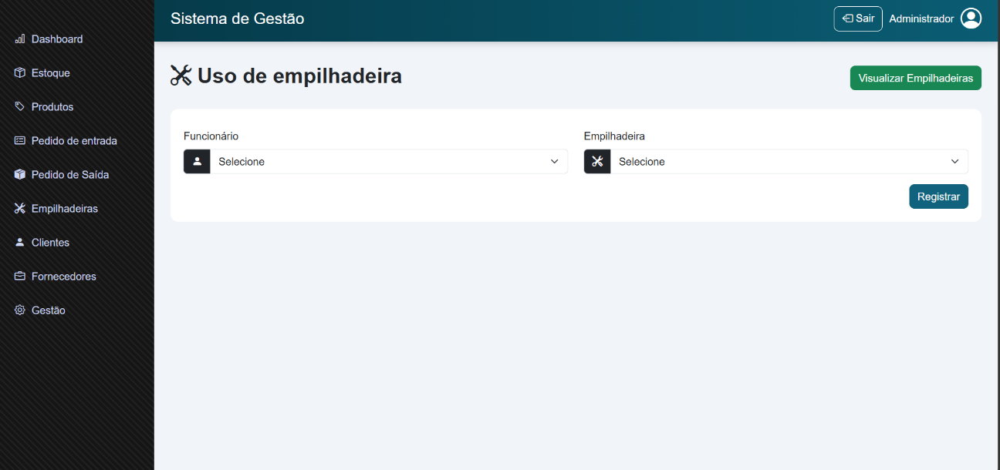 Sistema de Gestão
Sair
Administrador
Dashboard
Estoque
Produtos
Pedido de entrada
Pedido de Saída
Empilhadeiras
Clientes
Fornecedores
Gestão
Uso de empilhadeira
Visualizar Empilhadeiras
Funcionário
Selecione
Empilhadeira
Selecione
Registrar